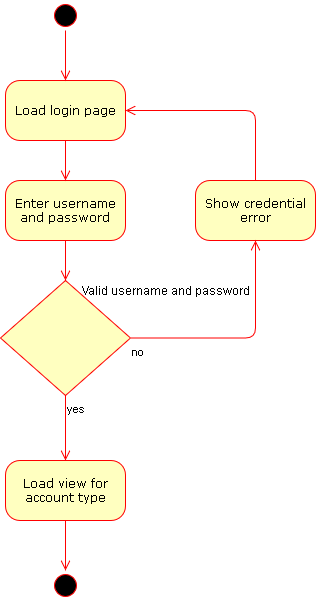 Load login page
Enter username
and password
Show credential
error
Valid username and password
no
yes
Load view for
account type